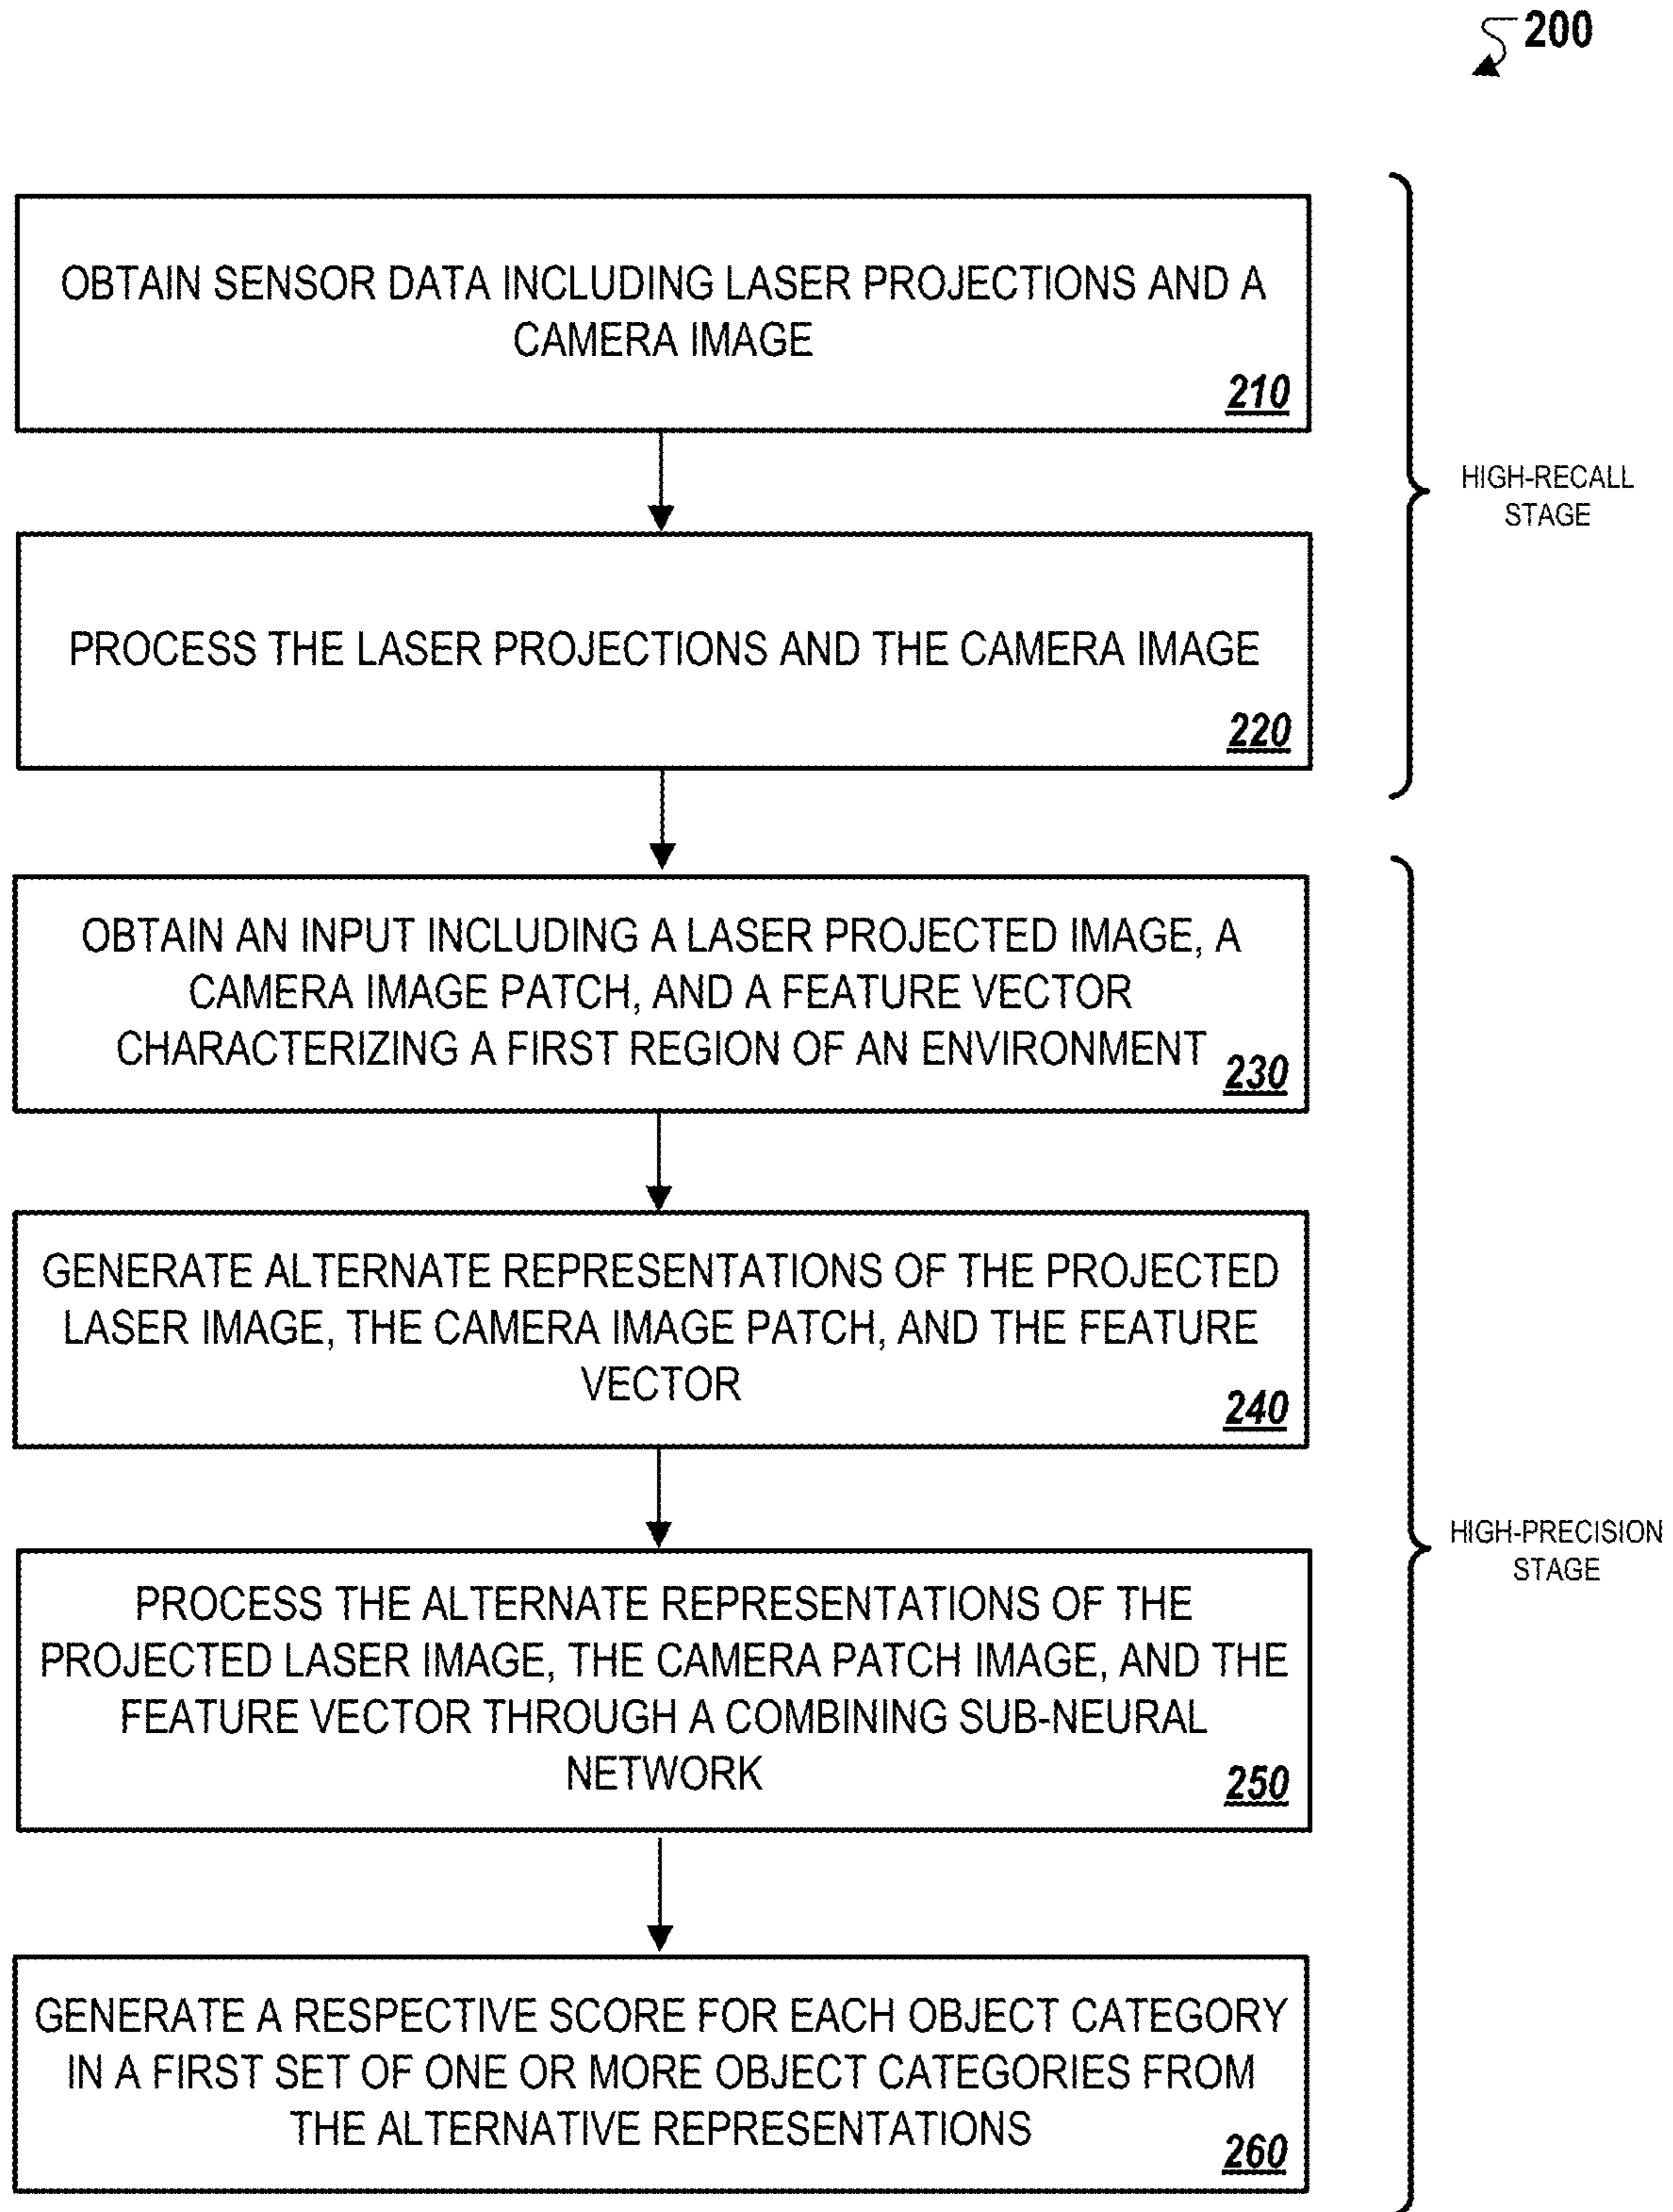 200
OBTAIN SENSOR DATA INCLUDING LASER PROJECTIONS AND A
CAMERA IMAGE
210
HIGH-RECALL
STAGE
PROCESS THE LASER PROJECTIONS AND THE CAMERA IMAGE
220
OBTAIN AN INPUT INCLUDING A LASER PROJECTED IMAGE, A
CAMERA IMAGE PATCH, AND A FEATURE VECTOR
CHARACTERIZING A FIRST REGION OF AN ENVIRONMENT
230
GENERATE ALTERNATE REPRESENTATIONS OF THE PROJECTED
LASER IMAGE, THE CAMERA IMAGE PATCH, AND THE FEATURE
VECTOR
240
HIGH-PRECISION
STAGE
PROCESS THE ALTERNATE REPRESENTATIONS OF THE
PROJECTED LASER IMAGE, THE CAMERA PATCH IMAGE, AND THE
FEATURE VECTOR THROUGH A COMBINING SUB-NEURAL
NETWORK
250
GENERATE A RESPECTIVE SCORE FOR EACH OBJECT CATEGORY
IN A FIRST SET OF ONE OR MORE OBJECT CATEGORIES FROM
THE ALTERNATIVE REPRESENTATIONS
260